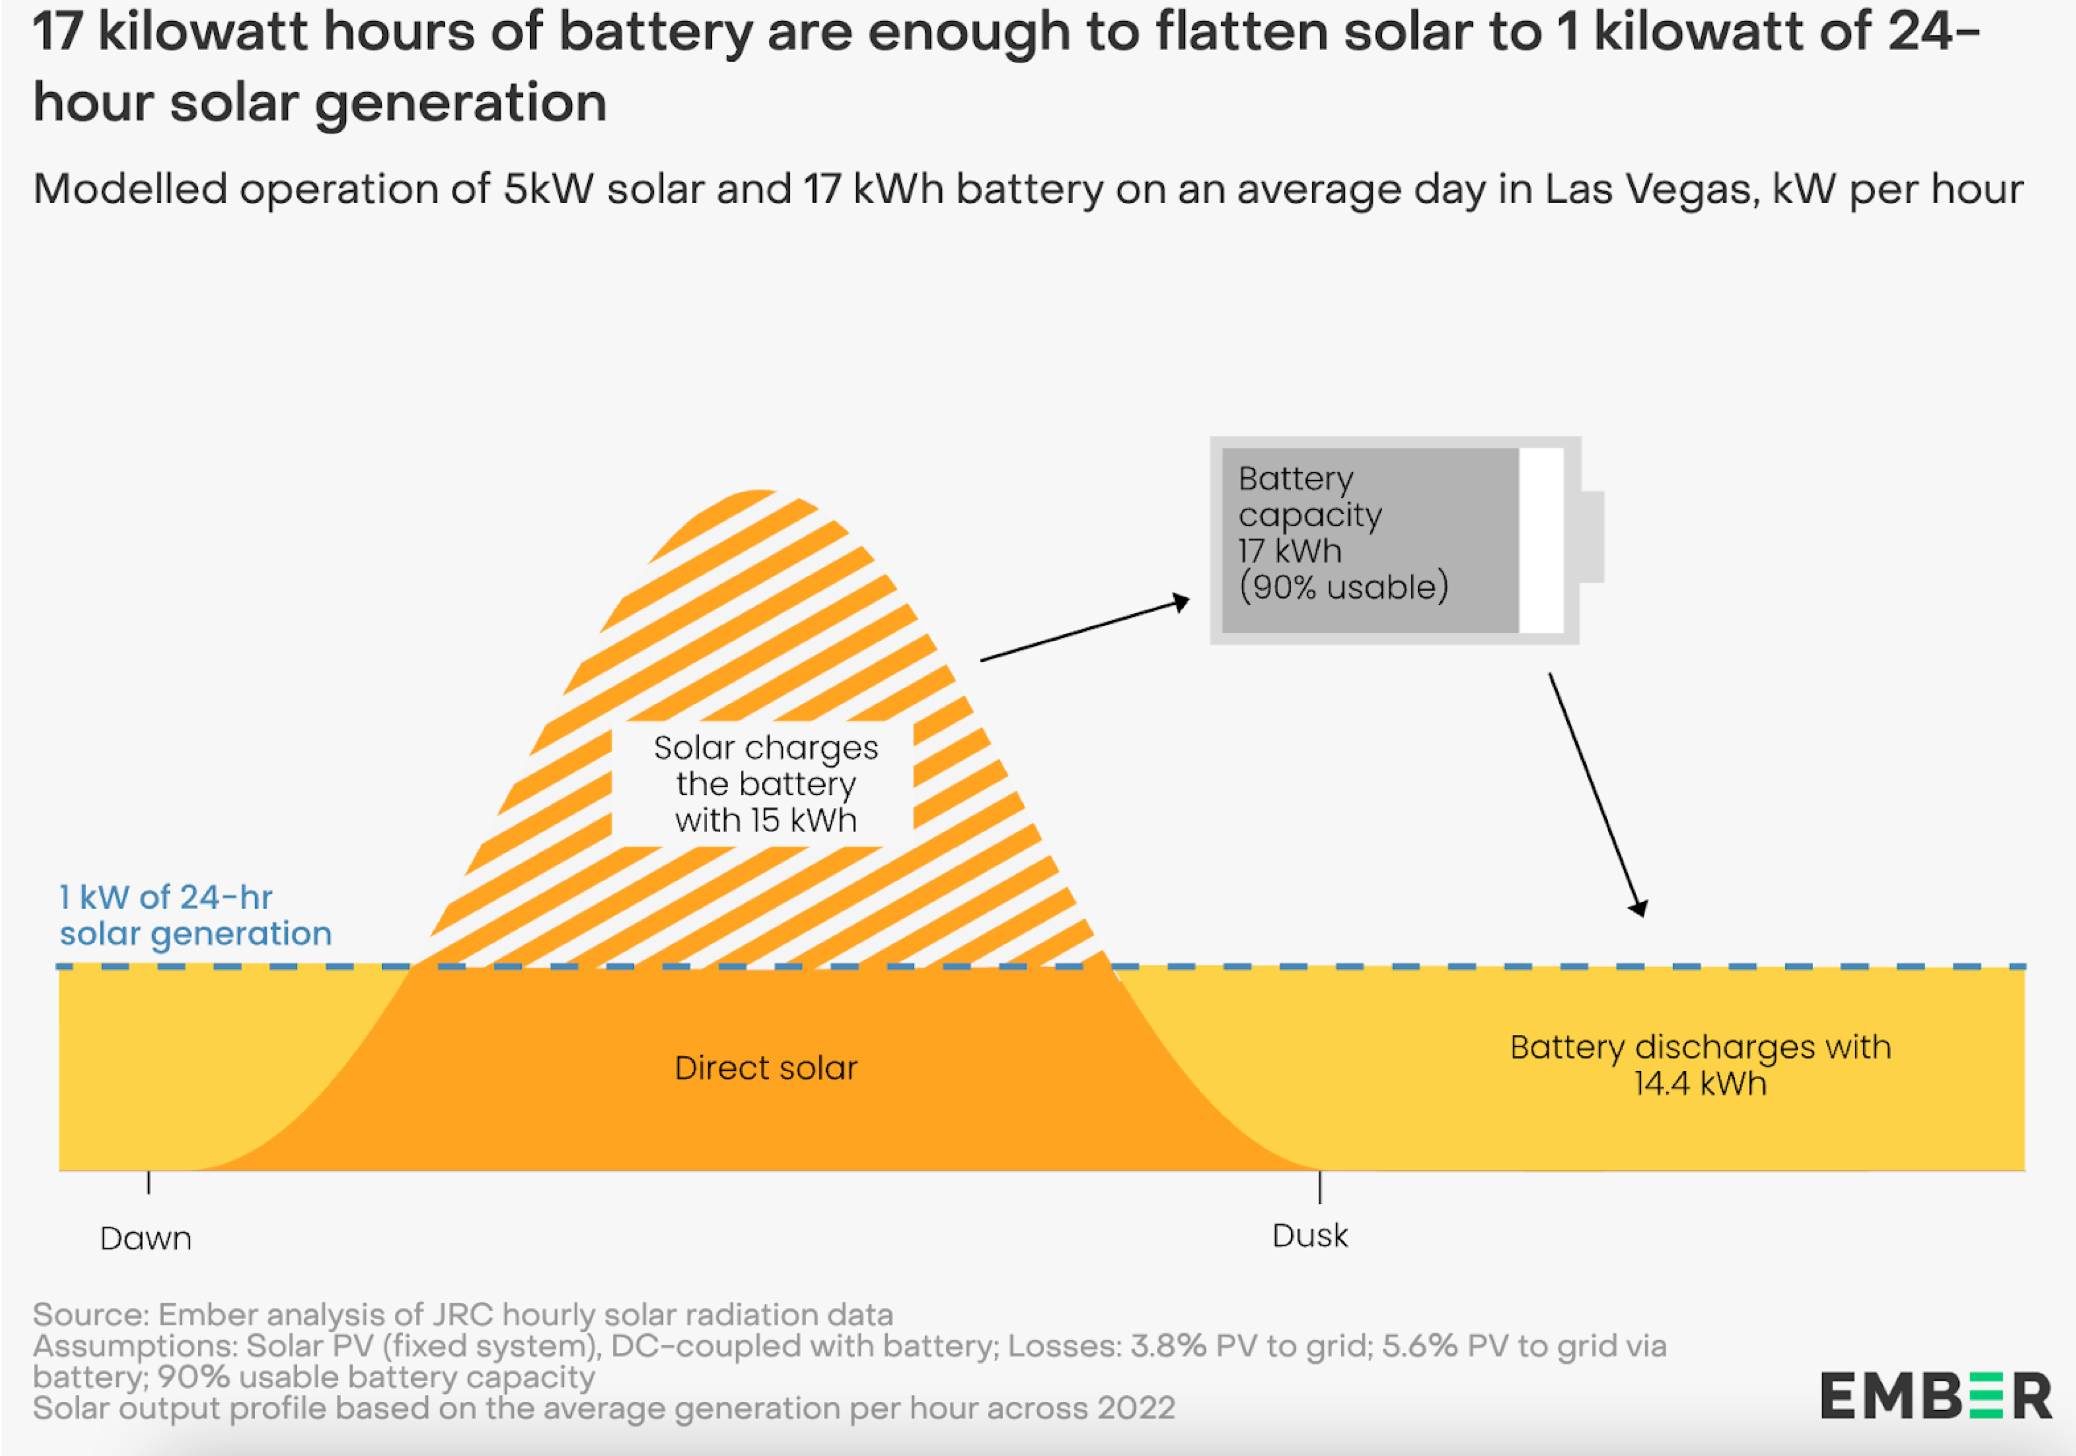 17 kilowatt hours of battery are enough to flatten solar to 1 kilowatt of 24-
hour solar generation
Modelled operation of 5kW solar and 17 kWh battery on an average day in Las Vegas, kW per hour
Battery
capacity
17 kWh
(90% usable)
Solar charges
the battery
with 15 kWh
1 kW of 24-hr
solar generation
Direct solar
Battery discharges with
14.4 kWh
Dawn
Dusk
Source: Ember analysis of JRC hourly solar radiation data
Assumptions: Solar PV (fixed system), DC-coupled with battery; Losses: 3.8% PV to grid; 5.6% PV to grid via
battery; 90% usable battery capacity
Solar output profile based on the average generation per hour across 2022
EMBER